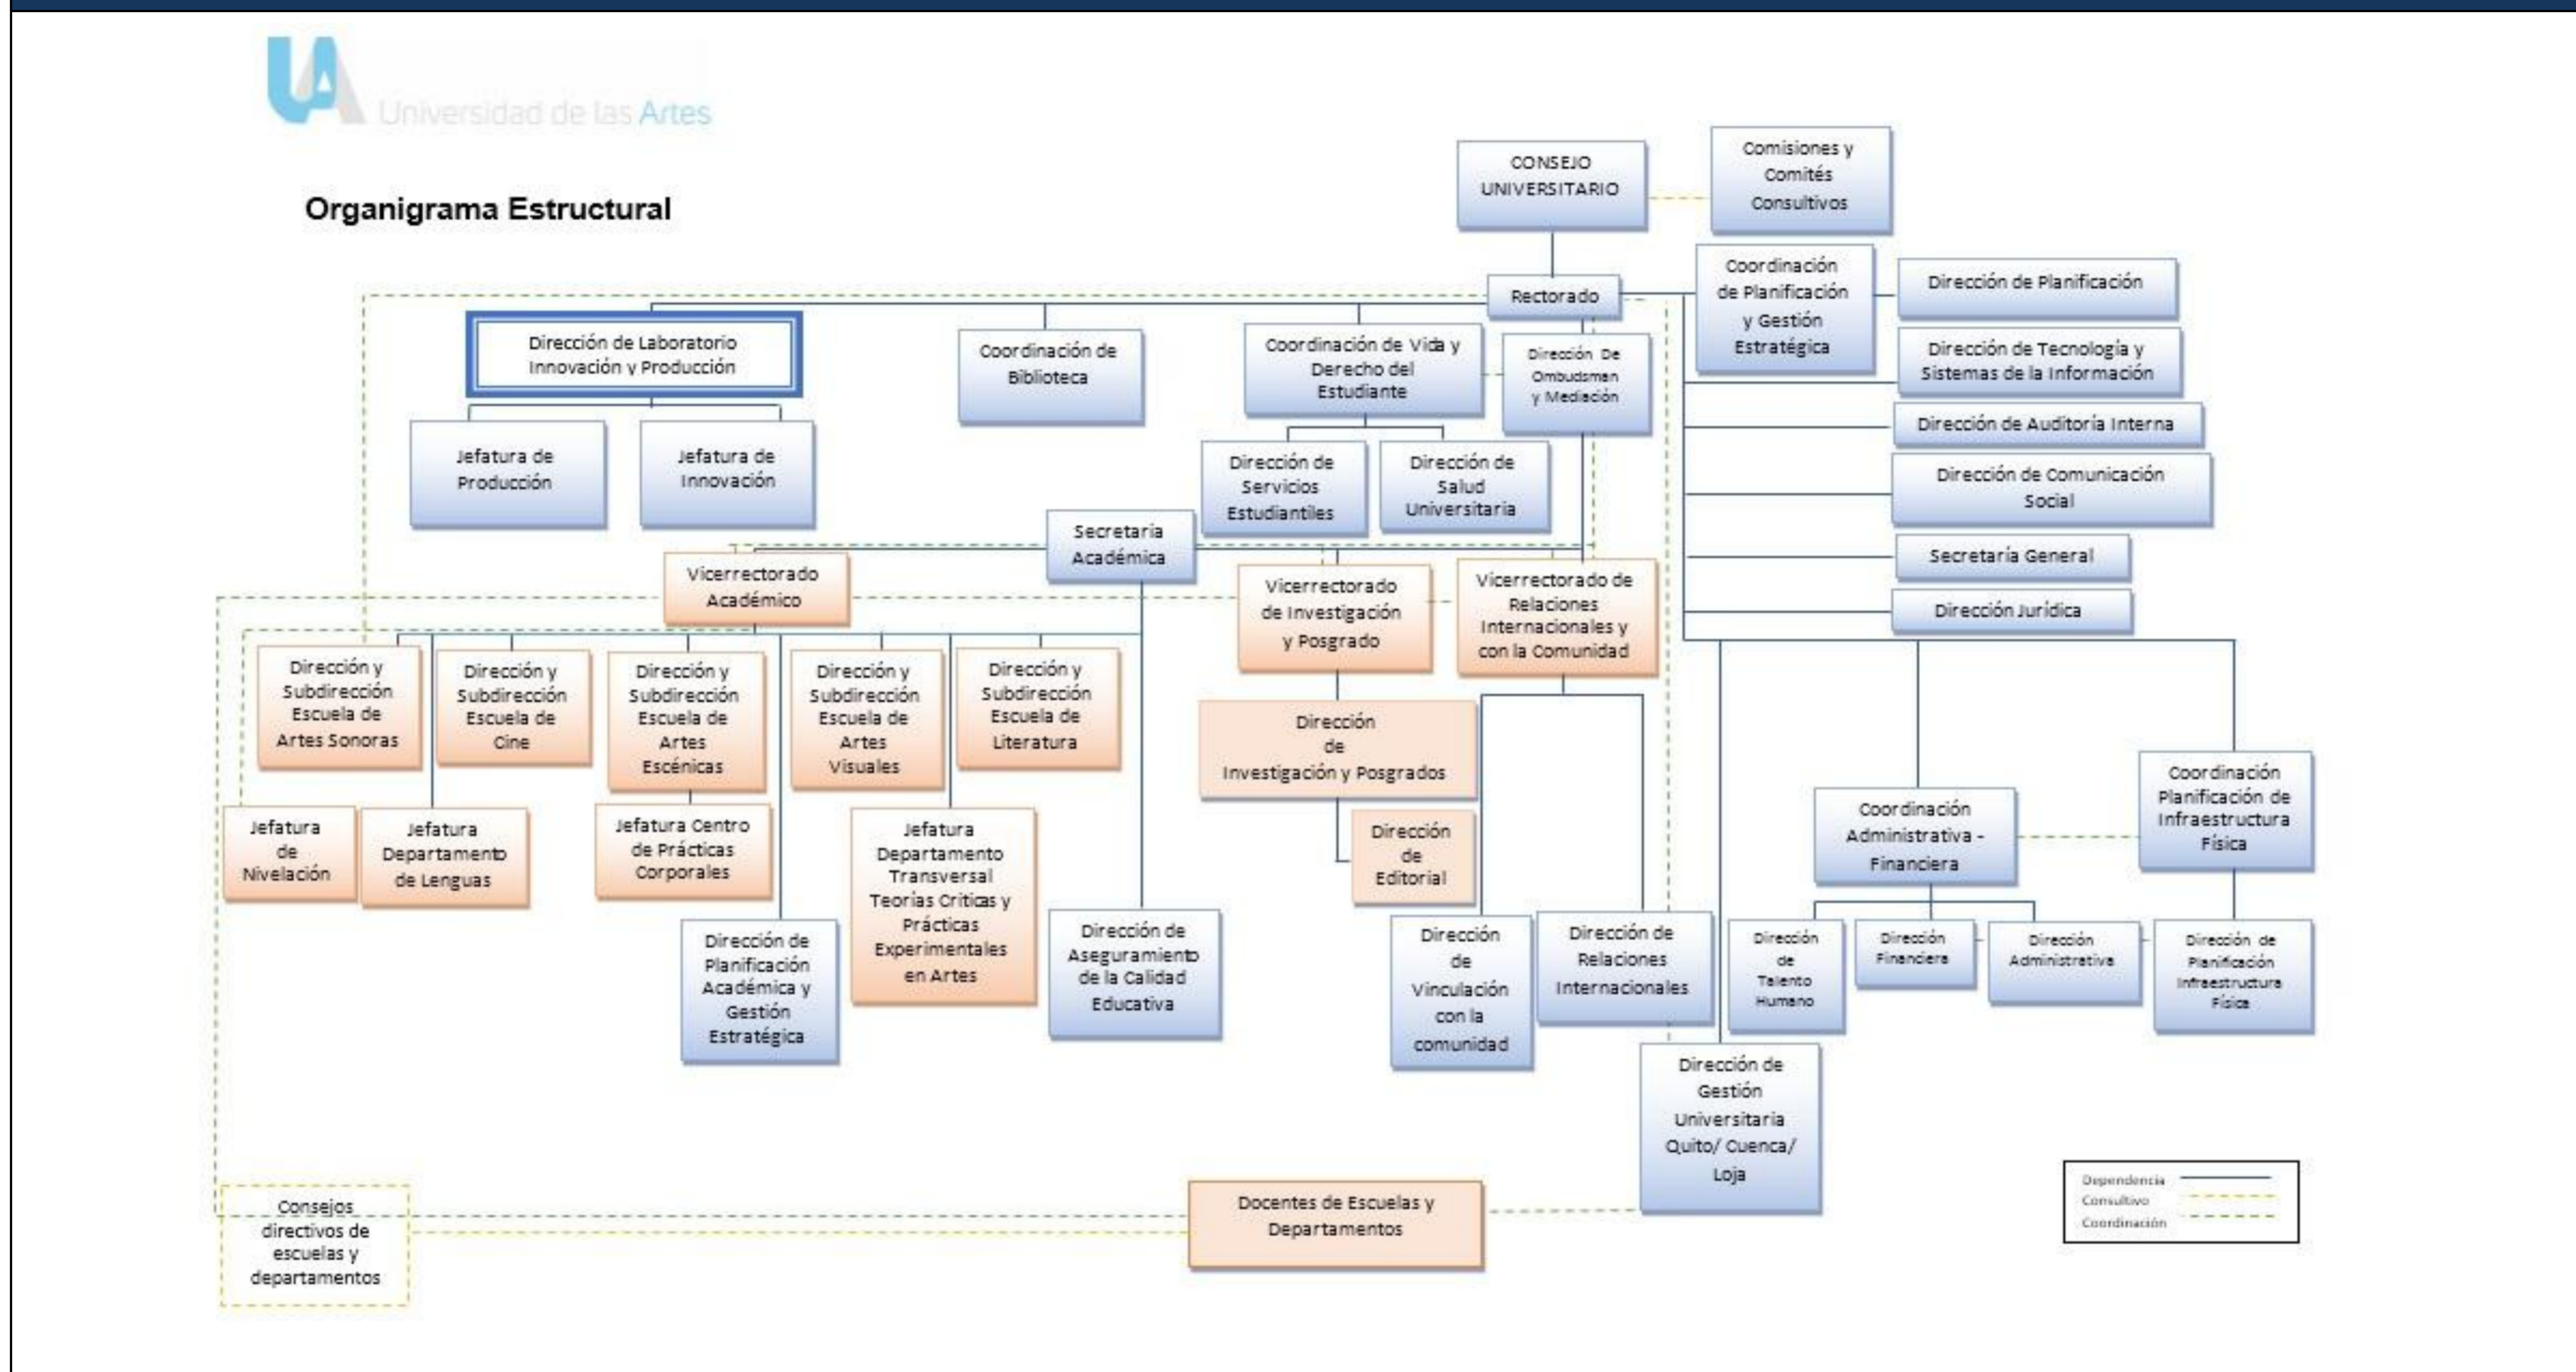 UA
Universidad de las Artes
Organigrama Estructural
CONSEJO
UNIVERSITARIO
Comisiones y
Comités
Consultivos
Rectorado
Coordinación
de Planificación
y Gestión
Estratégica
Dirección de Planificación
Dirección de Tecnología y
Sistemas de la Información
Dirección de Auditoría Interna
Dirección de Comunicación
Social
Secretaría General
Dirección Jurídica
Dirección de Laboratorio
Innovación y Producción
Coordinación de
Biblioteca
Coordinación de Vida y
Derecho del
Estudiante
Dirección De
Ombudsman
y Mediación
Jefatura de
Producción
Jefatura de
Innovación
Dirección de
Servicios
Estudiantiles
Dirección de
Salud
Universitaria
Secretaria
Académica
Vicerrectorado
Académico
Vicerrectorado
de Investigación
y Posgrado
Vicerrectorado de
Relaciones
Internacionales y
con la Comunidad
Dirección y
Subdirección
Escuela de
Artes Sonoras
Dirección y
Subdirección
Escuela de
Cine
Dirección y
Subdirección
Escuela de
Artes
Escénicas
Dirección y
Subdirección
Escuela de
Artes
Visuales
Dirección y
Subdirección
Escuela de
Literatura
Dirección
de
Investigación y Posgrados
Jefatura
de
Nivelación
Jefatura
Departamento
de Lenguas
Jefatura Centro
de Prácticas
Corporales
Jefatura
Departamento
Transversal
Teorías Críticas y
Prácticas
Experimentales
en Artes
Dirección
de
Editorial
Coordinación
Administrativa -
Financiera
Coordinación
Planificación de
Infraestructura
Física
Dirección de
Planificación
Académica y
Gestión
Estratégica
Dirección de
Aseguramiento
de la Calidad
Educativa
Dirección
de
Vinculación
con la
comunidad
Dirección de
Relaciones
Internacionales
Dirección
de
Talento
Humano
Dirección
Financiera
Dirección
Administrativa
Dirección de
Planificación
Infraestructura
Física
Dirección de
Gestión
Universitaria
Quito/ Cuenca/
Loja
Consejos
directivos de
escuelas y
departamentos
Docentes de Escuelas y
Departamentos
Dependencia
Consultivo
Coordinación